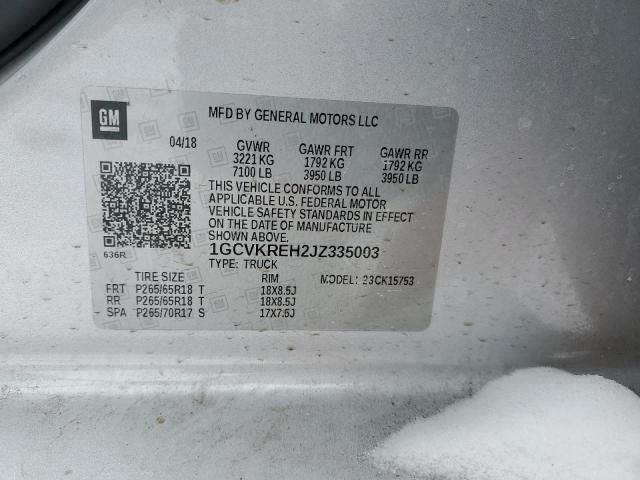 GM
MFD BY GENERAL MOTORS LLC
04/18 GVWR GAWR FRT GAWR RR
3221 KG 1792 KG 1792 KG
7100 LB 3950 LB 3950 LB
THIS VEHICLE CONFORMS TO ALL
APPLICABLE U.S. FEDERAL MOTOR
VEHICLE SAFETY STANDARDS IN EFFECT
ON THE DATE OF MANUFACTURE
SHOWN ABOVE.
636R
1GCVKREH2JZ335003
TYPE: TRUCK
TIRE SIZE RIM MODEL: 23CK15753
FRT P265/65R18 T 18X8.5J
RR P265/65R18 T 18X8.5J
SPA P265/70R17 S 17X7.5J